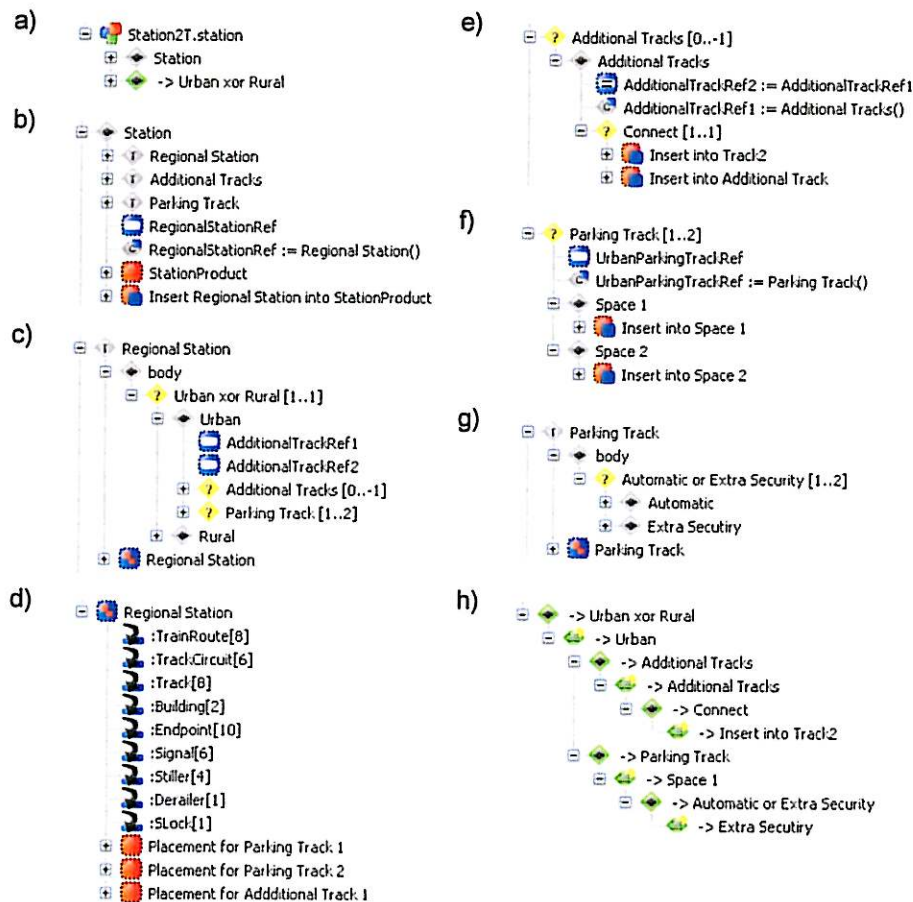 a)
Station2T.station
Station
-> Urban xor Rural
b)
Station
Regional Station
Additional Tracks
Parking Track
RegionalStationRef
RegionalStationRef := Regional Station()
StationProduct
Insert Regional Station into StationProduct
c)
Regional Station
body
Urban xor Rural [1..1]
Urban
AdditionalTrackRef1
AdditionalTrackRef2
Additional Tracks [0..-1]
Parking Track [1..2]
Rural
Regional Station
d)
Regional Station
:TrainRoute[8]
:TrackCircuit[6]
:Track[8]
:Building[2]
:Endpoint[10]
:Signal[6]
:Stiller[4]
:Derailer[1]
:SLock[1]
Placement for Parking Track 1
Placement for Parking Track 2
Placement for Addditional Track 1
e)
Additional Tracks [0..-1]
Additional Tracks
AdditionalTrackRef2 := AdditionalTrackRef1
AdditionalTrackRef1 := Additional Tracks()
Connect [1..1]
Insert into Track2
Insert into Additional Track
f)
Parking Track [1..2]
UrbanParkingTrackRef
UrbanParkingTrackRef := Parking Track()
Space 1
Insert into Space 1
Space 2
Insert into Space 2
g)
Parking Track
body
Automatic or Extra Security [1..2]
Automatic
Extra Secutiry
Parking Track
h)
-> Urban xor Rural
-> Urban
-> Additional Tracks
-> Additional Tracks
-> Connect
-> Insert into Track2
-> Parking Track
-> Space 1
-> Automatic or Extra Security
-> Extra Secutiry